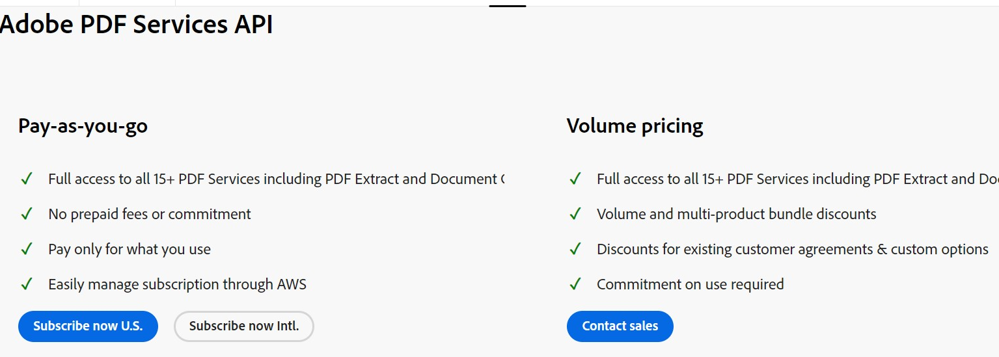 Adobe PDF Services API
Pay-as-you-go
Full access to all 15+ PDF Services including PDF Extract and Document
No prepaid fees or commitment
Pay only for what you use
Easily manage subscription through AWS
Subscribe now U.S.
Subscribe now Intl.
Volume pricing
Full access to all 15+ PDF Services including PDF Extract and
Volume and multi-product bundle discounts
Discounts for existing customer agreements & custom options
Commitment on use required
Contact sales